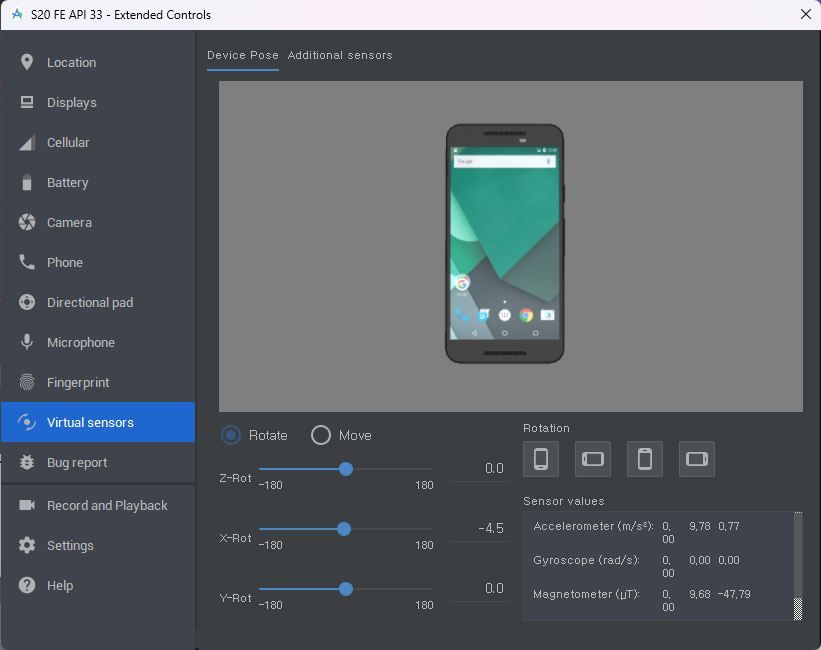 S20 FE API 33 - Extended Controls
Location
Displays
Cellular
Battery
Camera
Phone
Directional pad
Microphone
Fingerprint
Virtual sensors
Bug report
Record and Playback
Settings
Help
Device Pose Additional sensors
Google
Rotate Move
Z-Rot -180 180 0.0
X-Rot -180 180 -4.5
Y-Rot -180 180 0.0
Rotation
Sensor values
Accelerometer (m/s²): 0, 9,78 0,77
00
Gyroscope (rad/s): 0, 0,00 0,00
00
Magnetometer (μT): 0, 9,68 -47,79
00